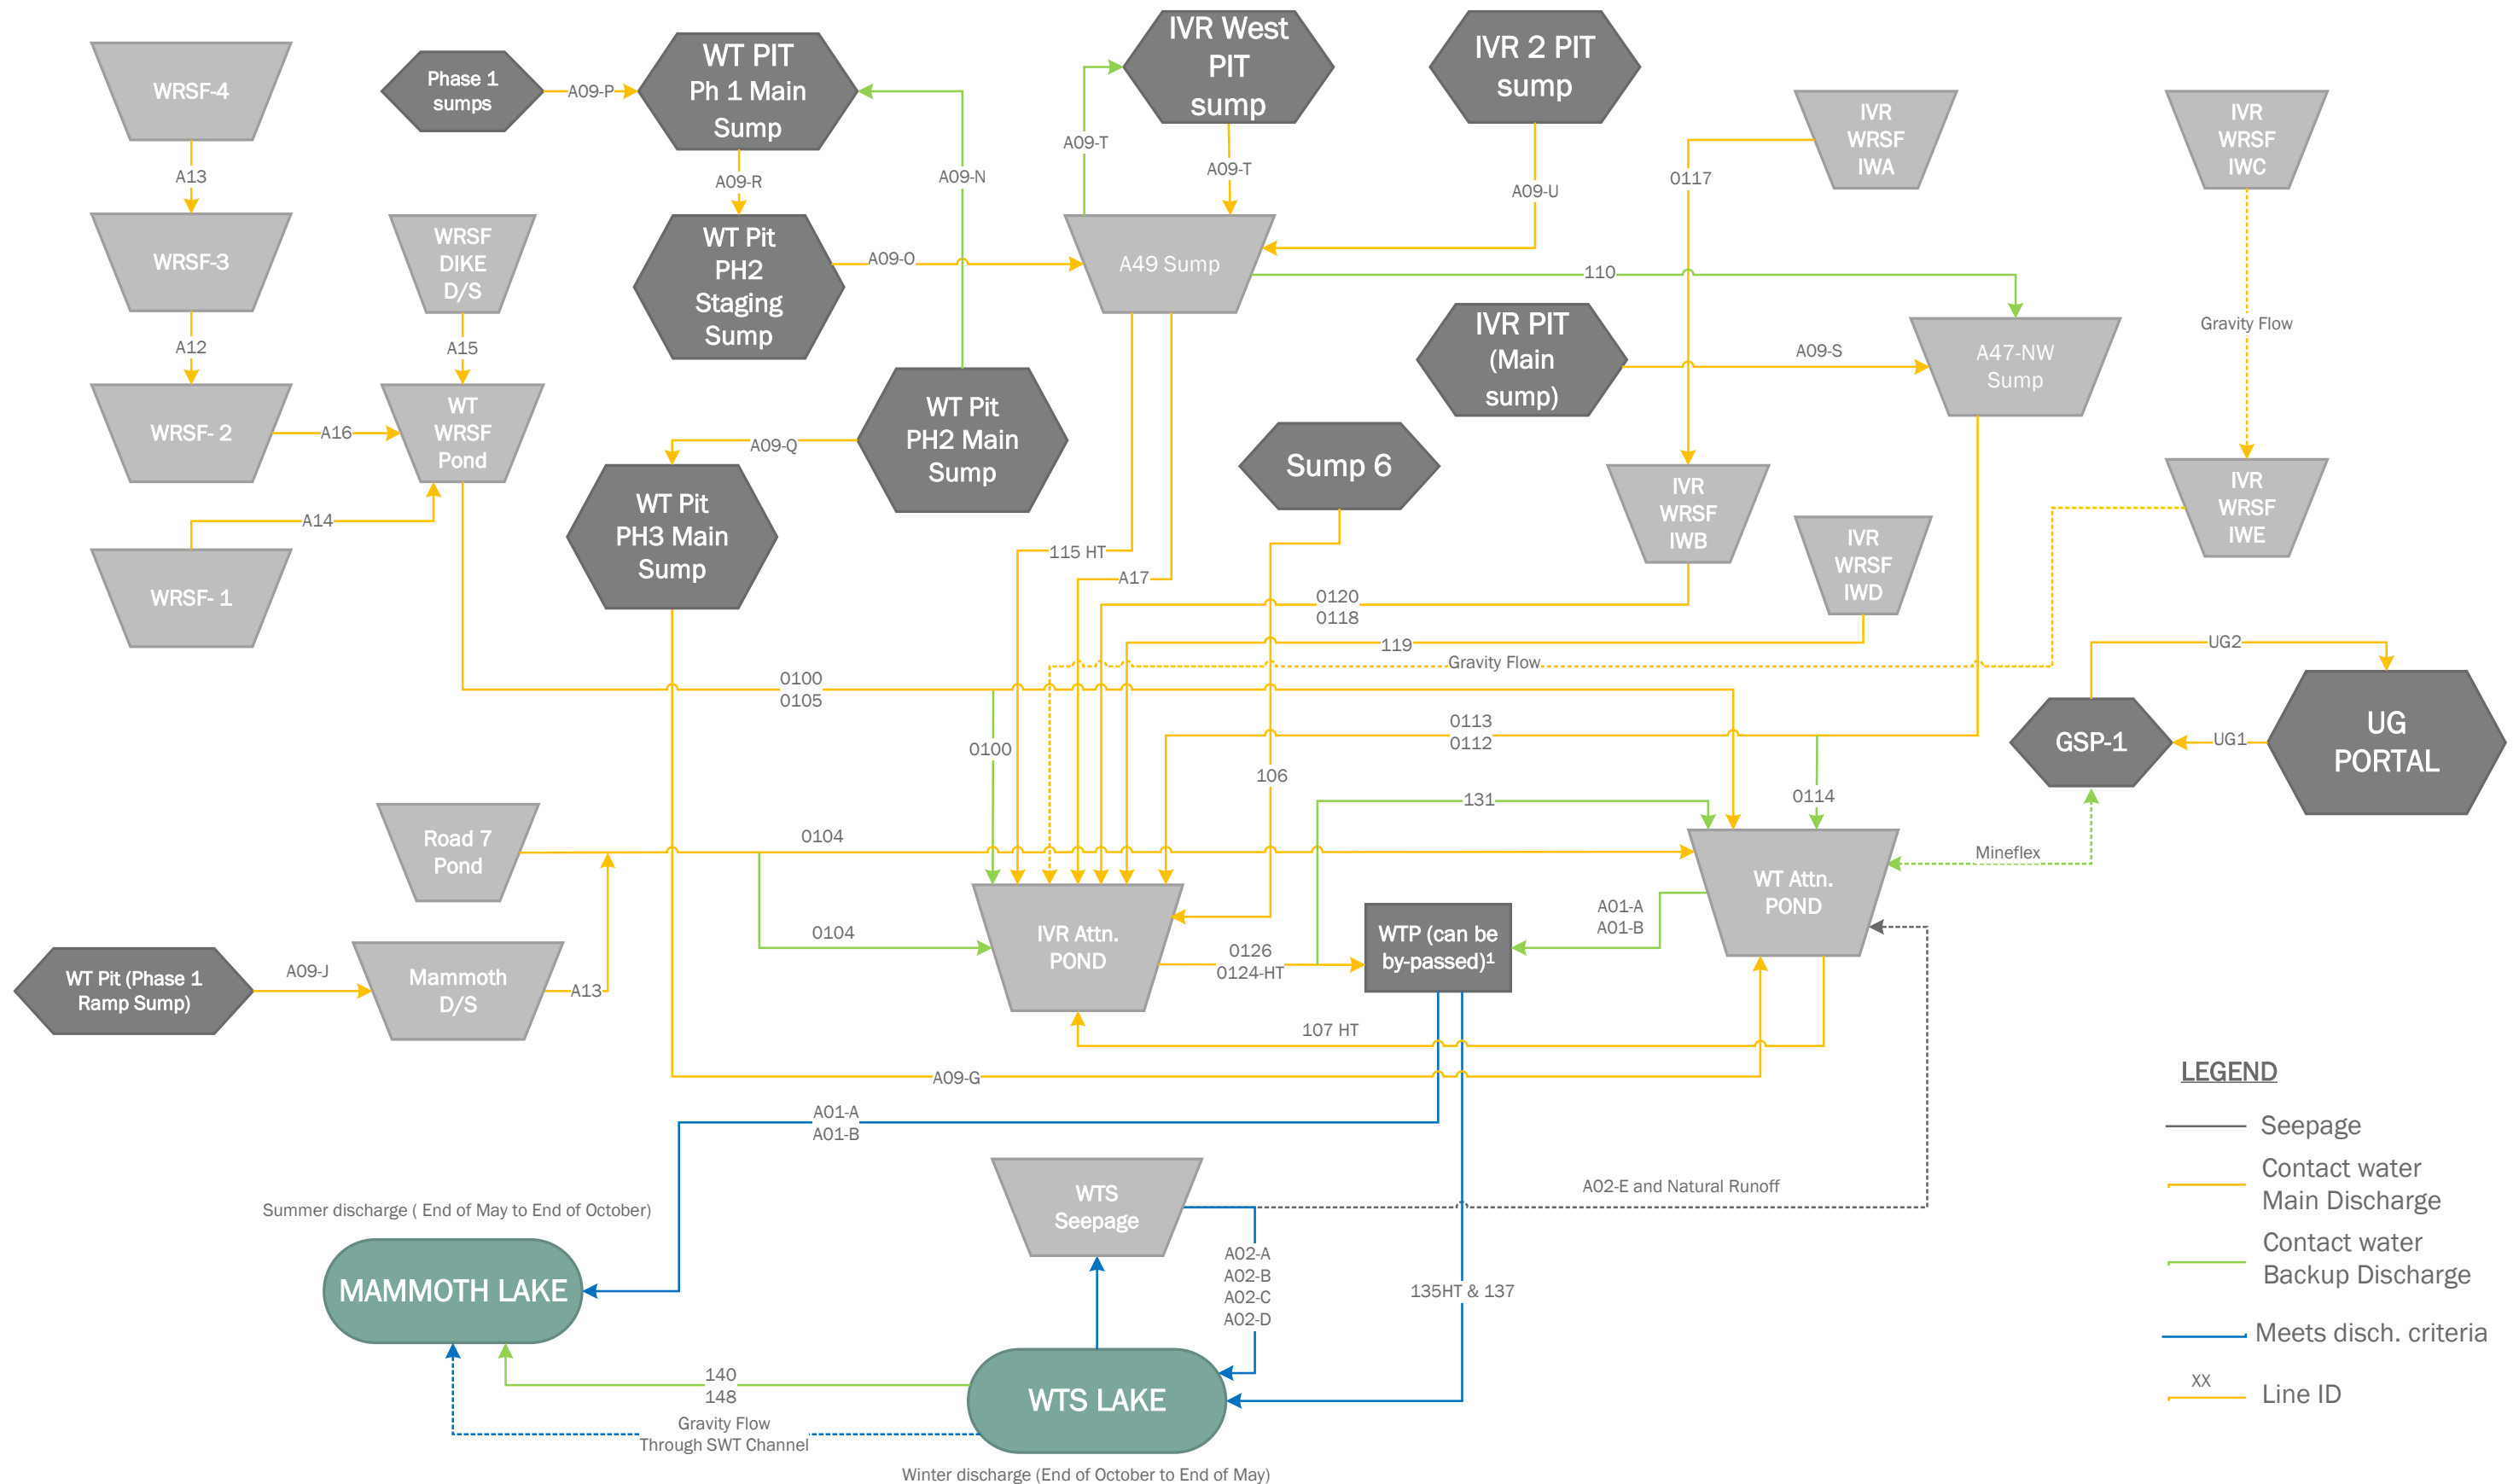 WRSF-4
Phase 1
sumps
A09-P
WT PIT
Ph 1 Main
Sump
IVR West
PIT
sump
IVR 2 PIT
sump
IVR
WRSF
IWA
IVR
WRSF
IWC
A13
A09-R
A09-N
A09-T
A09-T
A09-U
0117
WRSF-3
WRSF
DIKE
D/S
WT Pit
PH2
Staging
Sump
A09-O
A49 Sump
110
Gravity Flow
A12
A15
IVR PIT
(Main
sump)
A09-S
A47-NW
Sump
WRSF- 2
A16
WT
WRSF
Pond
A09-Q
WT Pit
PH2 Main
Sump
Sump 6
IVR
WRSF
IWB
IVR
WRSF
IWE
A14
WT Pit
PH3 Main
Sump
115 HT
A17
IVR
WRSF
IWD
WRSF- 1
0120
0118
119
Gravity Flow
UG2
0100
0105
0100
0113
0112
106
GSP-1
UG1
UG
PORTAL
131
0114
Road 7
Pond
0104
Mineflex
0104
IVR Attn.
POND
0126
0124-HT
WTP (can be
by-passed)¹
A01-A
A01-B
WT Attn.
POND
WT Pit (Phase 1
Ramp Sump)
A09-J
Mammoth
D/S
A13
107 HT
A09-G
A01-A
A01-B
LEGEND
Seepage
Contact water
Main Discharge
Contact water
Backup Discharge
Meets disch. criteria
XX
Line ID
WTS
Seepage
A02-E and Natural Runoff
Summer discharge ( End of May to End of October)
MAMMOTH LAKE
A02-A
A02-B
A02-C
A02-D
135HT & 137
140
148
WTS LAKE
Gravity Flow
Through SWT Channel
Winter discharge (End of October to End of May)